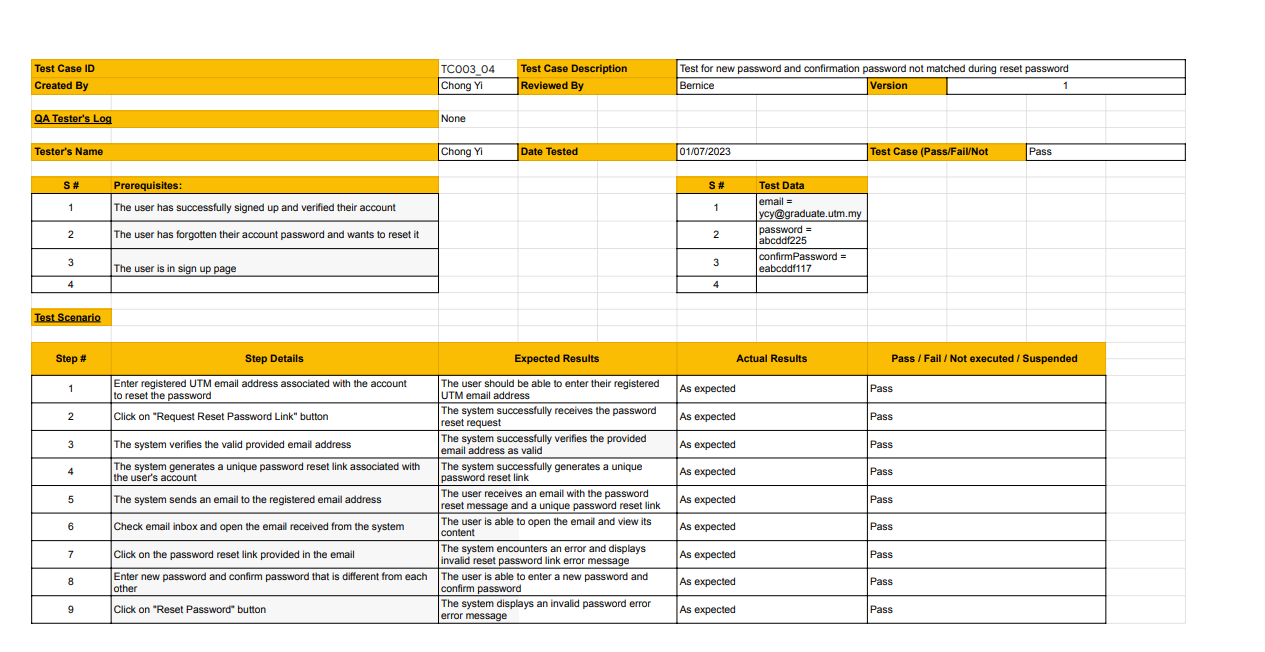 Test Case ID TC003_04 Test Case Description Test for new password and confirmation password not matched during reset password
Created By Chong Yi Reviewed By Bernice Version 1
QA Tester's Log None
Tester's Name Chong Yi Date Tested 01/07/2023 Test Case (Pass/Fail/Not Pass
S # Prerequisites: S # Test Data
1 The user has successfully signed up and verified their account 1 email =
ycy@graduate.utm.my
2 The user has forgotten their account password and wants to reset it 2 password =
abcddf225
3 The user is in sign up page 3 confirmPassword =
eabcddf117
4 4
Test Scenario
Step # Step Details Expected Results Actual Results Pass / Fail / Not executed / Suspended
1 Enter registered UTM email address associated with the account
to reset the password
The user should be able to enter their registered
UTM email address
As expected Pass
2 Click on "Request Reset Password Link" button
The system successfully receives the password
reset request
As expected Pass
3 The system verifies the valid provided email address
The system successfully verifies the provided
email address as valid
As expected Pass
4 The system generates a unique password reset link associated with
the user's account
The system successfully generates a unique
password reset link
As expected Pass
5 The system sends an email to the registered email address
The user receives an email with the password
reset message and a unique password reset link
As expected Pass
6 Check email inbox and open the email received from the system
The user is able to open the email and view its
content
As expected Pass
7 Click on the password reset link provided in the email
The system encounters an error and displays
invalid reset password link error message
As expected Pass
8 Enter new password and confirm password that is different from each
other
The user is able to enter a new password and
confirm password
As expected Pass
9 Click on "Reset Password" button
The system displays an invalid password error
error message
As expected Pass